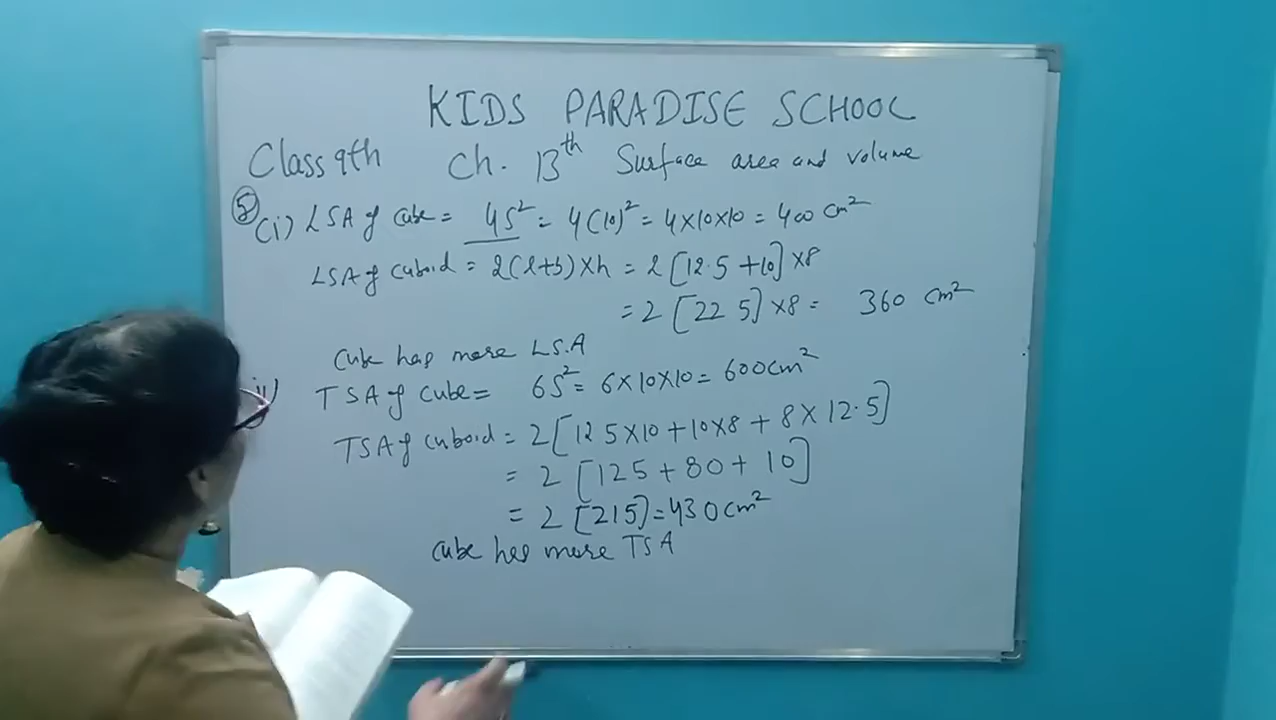 KIDS PARADISE SCHOOL
Class 9th Ch. 13th Surface area and volume
⑤ (i) LSA of Cube = 4S² = 4(10)² = 4×10×10 = 400 cm²
LSA of Cuboid = 2(l+b)×h = 2[12.5+10]×8
= 2[22 5]×8 = 360 cm²
Cube has more L.S.A
TSA of Cube = 6S² = 6×10×10 = 600cm²
TSA of Cuboid = 2[12 5×10+10×8+8×12.5]
= 2[125+80+10]
= 2[215]=430cm²
Cube has more TSA